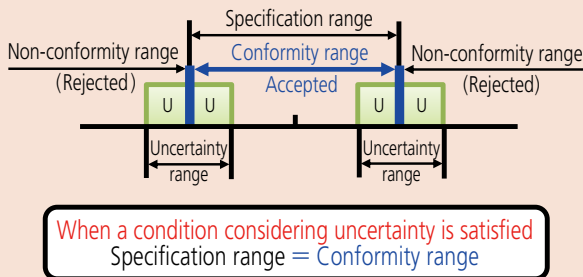 Specification range
Non-conformity range
Conformity range
Non-conformity range
(Rejected)
Accepted
(Rejected)
U U U U
Uncertainty
range
Uncertainty
range
When a condition considering uncertainty is satisfied
Specification range = Conformity range